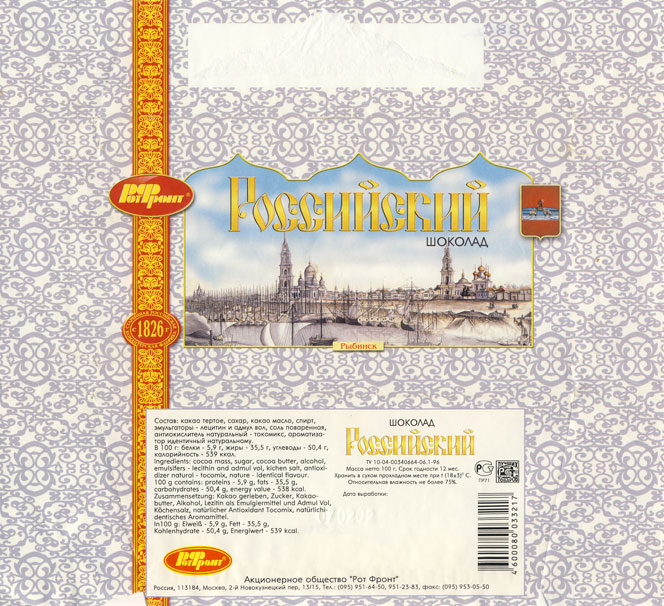 РОТ ФРОНТ
РОССИЙСКИЙ
ШОКОЛАД
1826
Рыбинск
Состав: какао тертое, сахар, какао масло, спирт,
эмульгаторы - лецитин и адмул вол, соль поваренная,
антиокислитель натуральный - токомикс, ароматиза-
тор идентичный натуральному.
В 100 г: белки - 5,9 г, жиры - 35,5 г, углеводы - 50,4 г,
калорийность - 539 ккал.
Ingredients: cocoa mass, sugar, cocoa butter, alcohol,
emulsifers - lecithin and admul vol, kichen salt, antioxi-
dizer natural - tocomix, nature - identical flavour.
100 g contains: proteins - 5,9 g, fats - 35,5 g,
carbohydrates - 50,4 g, energy value - 538 kcal.
Zusammensetzung: Kakao gerieben, Zucker, Kakao-
butter, Alkohol, Lezitin als Emulgiermittel und Admul Vol,
Köchensalz, natürlicher Antioxidant Tocomix, natürlichi-
dentisches Aromamittel.
In100 g: Eiweiß - 5,9 g, Fett - 35,5 g,
Kohlenhydrate - 50,4 g, Energiwert - 539 kcal.
ШОКОЛАД
РОССИЙСКИЙ
ТУ 10-04-00340664-06.1-96
Масса нетто 100 г. Срок годности 12 мес.
Хранить в сухом прохладном месте при t (18±3)° С.
Относительная влажность не более 75%.
Дата выработки:
РСТ
ПР71
4 600080 033217
РОТ ФРОНТ
Акционерное общество "Рот Фронт"
Россия, 113184, Москва, 2-й Новокузнецкий пер., 13/15, Тел.: (095) 951-64-50, 951-23-83, факс: (095) 953-05-50